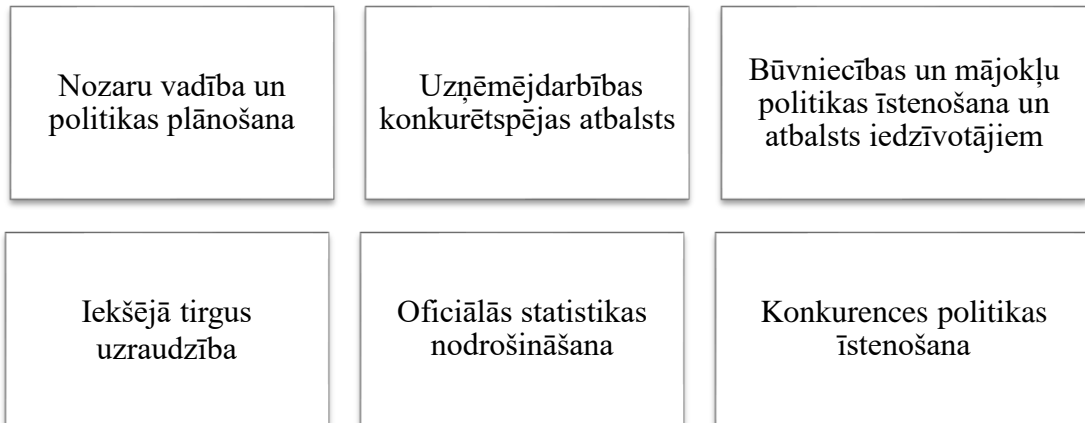 Nozaru vadība un
politikas plānošana
Uzņēmējdarbības
konkurētspējas atbalsts
Būvniecības un mājokļu
politikas īstenošana un
atbalsts iedzīvotājiem
Iekšējā tirgus
uzraudzība
Oficiālās statistikas
nodrošināšana
Konkurences politikas
īstenošana